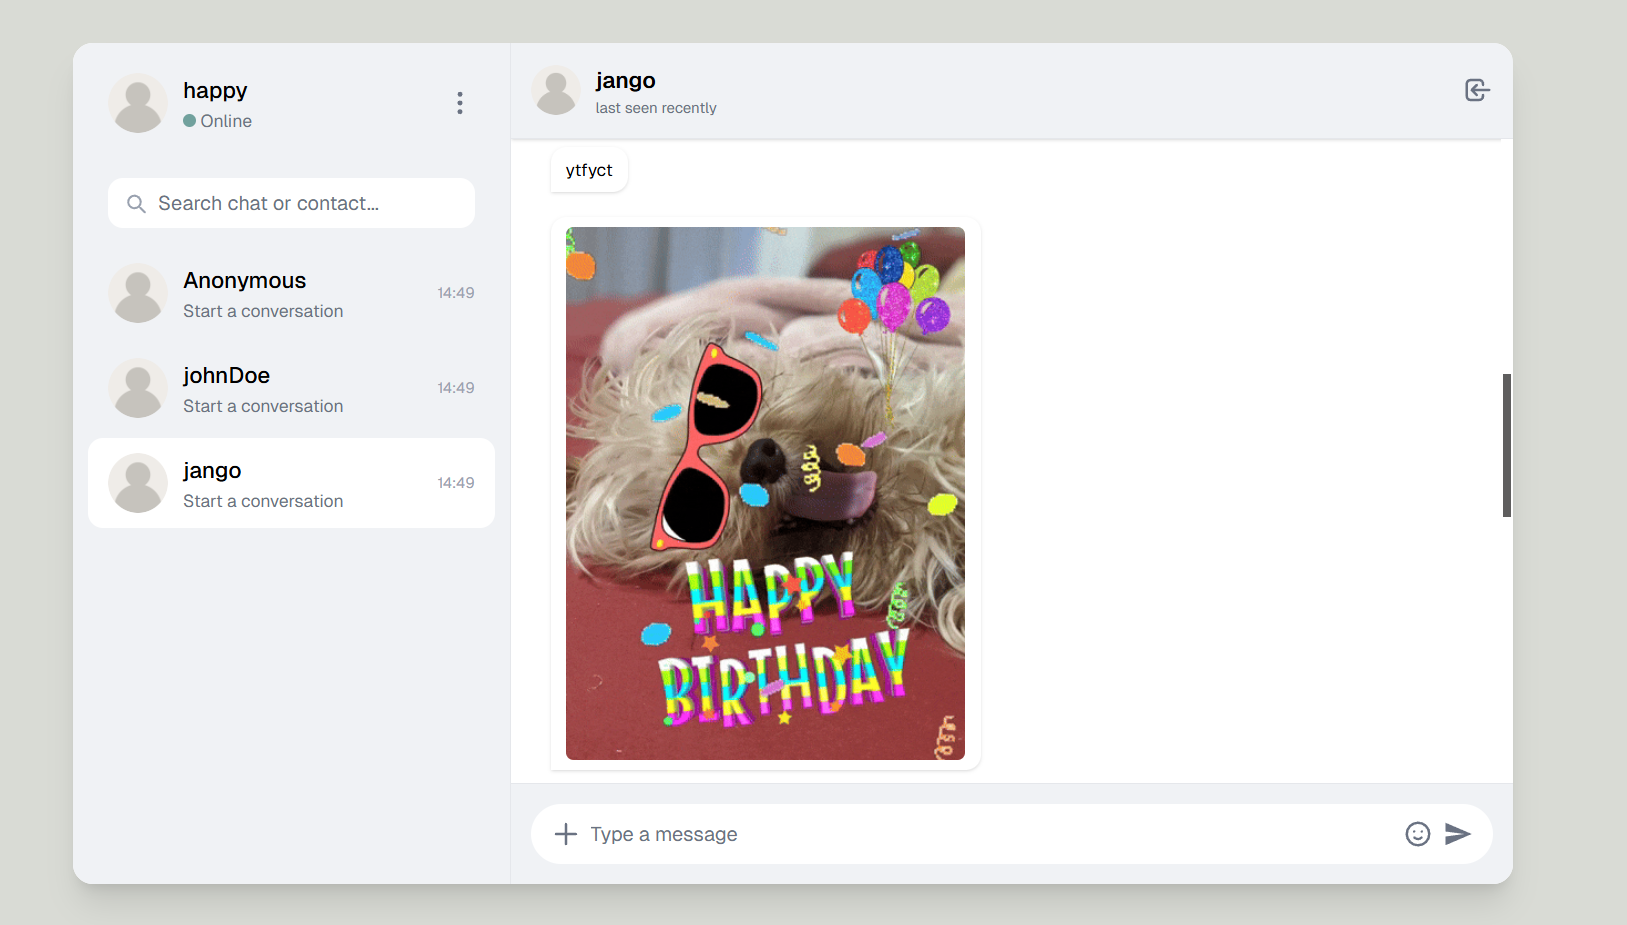 happy
Online
Search chat or contact...
Anonymous
Start a conversation
14:49
johnDoe
Start a conversation
14:49
jango
Start a conversation
14:49
jango
last seen recently
ytfyct
HAPPY
BIRTHDAY
Type a message